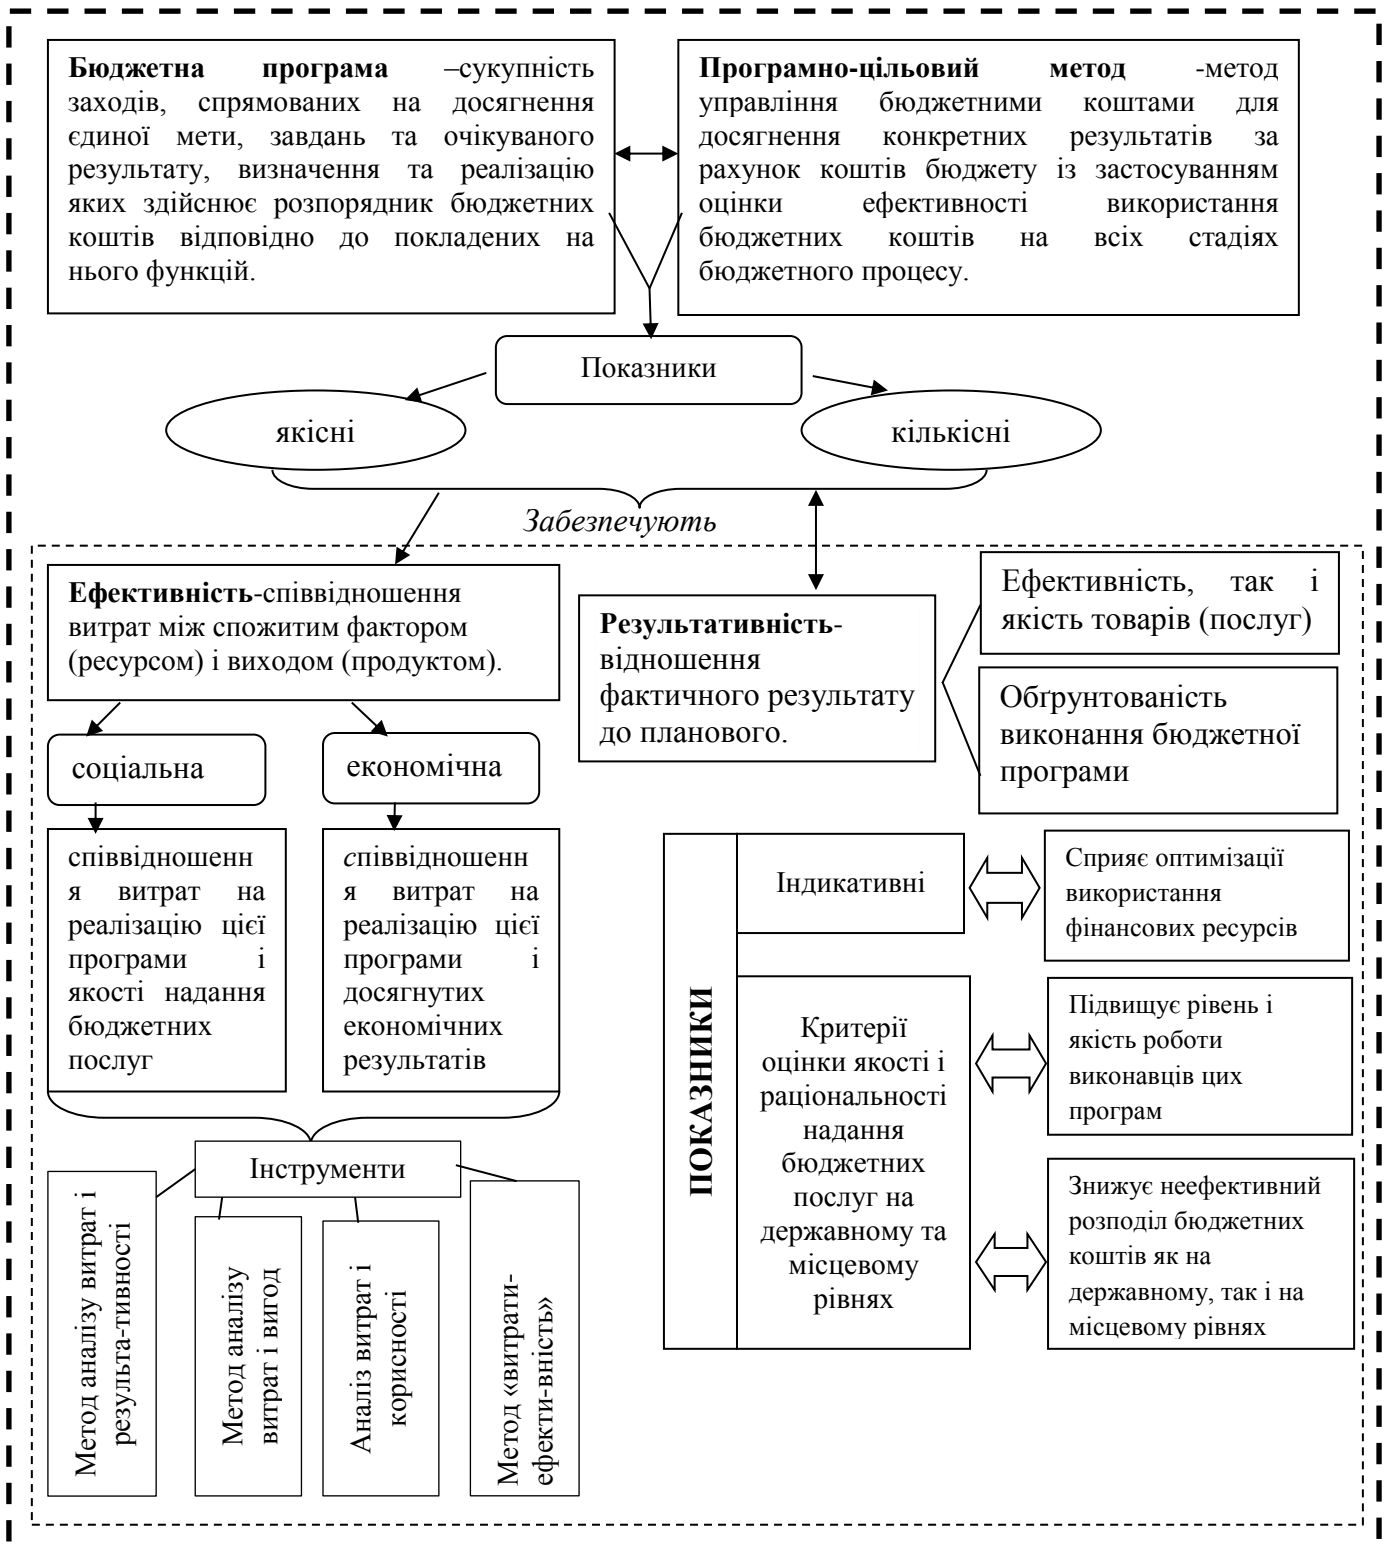 Бюджетна програма –сукупність
заходів, спрямованих на досягнення
єдиної мети, завдань та очікуваного
результату, визначення та реалізацію
яких здійснює розпорядник бюджетних
коштів відповідно до покладених на
нього функцій.
Програмно-цільовий метод -метод
управління бюджетними коштами для
досягнення конкретних результатів за
рахунок коштів бюджету із застосуванням
оцінки ефективності використання
бюджетних коштів на всіх стадіях
бюджетного процесу.
Показники
якісні
кількісні
Забезпечують
Ефективність-співвідношення
витрат між спожитим фактором
(ресурсом) і виходом (продуктом).
Результативність-
відношення
фактичного результату
до планового.
Ефективність, так і
якість товарів (послуг)
Обґрунтованість
виконання бюджетної
програми
соціальна
економічна
співвідношенн
я витрат на
реалізацію цієї
програми і
якості надання
бюджетних
послуг
співвідношенн
я витрат на
реалізацію цієї
програми і
досягнутих
економічних
результатів
ПОКАЗНИКИ
Індикативні
Сприяє оптимізації
використання
фінансових ресурсів
Критерії
оцінки якості і
раціональності
надання
бюджетних
послуг на
державному та
місцевому
рівнях
Підвищує рівень і
якість роботи
виконавців цих
програм
Знижує неефективний
розподіл бюджетних
коштів як на
державному, так і на
місцевому рівнях
Інструменти
Метод аналізу витрат і
результа-тивності
Метод аналізу
витрат і вигод
Аналіз витрат і
корисності
Метод «витрати-
ефекти-вність»